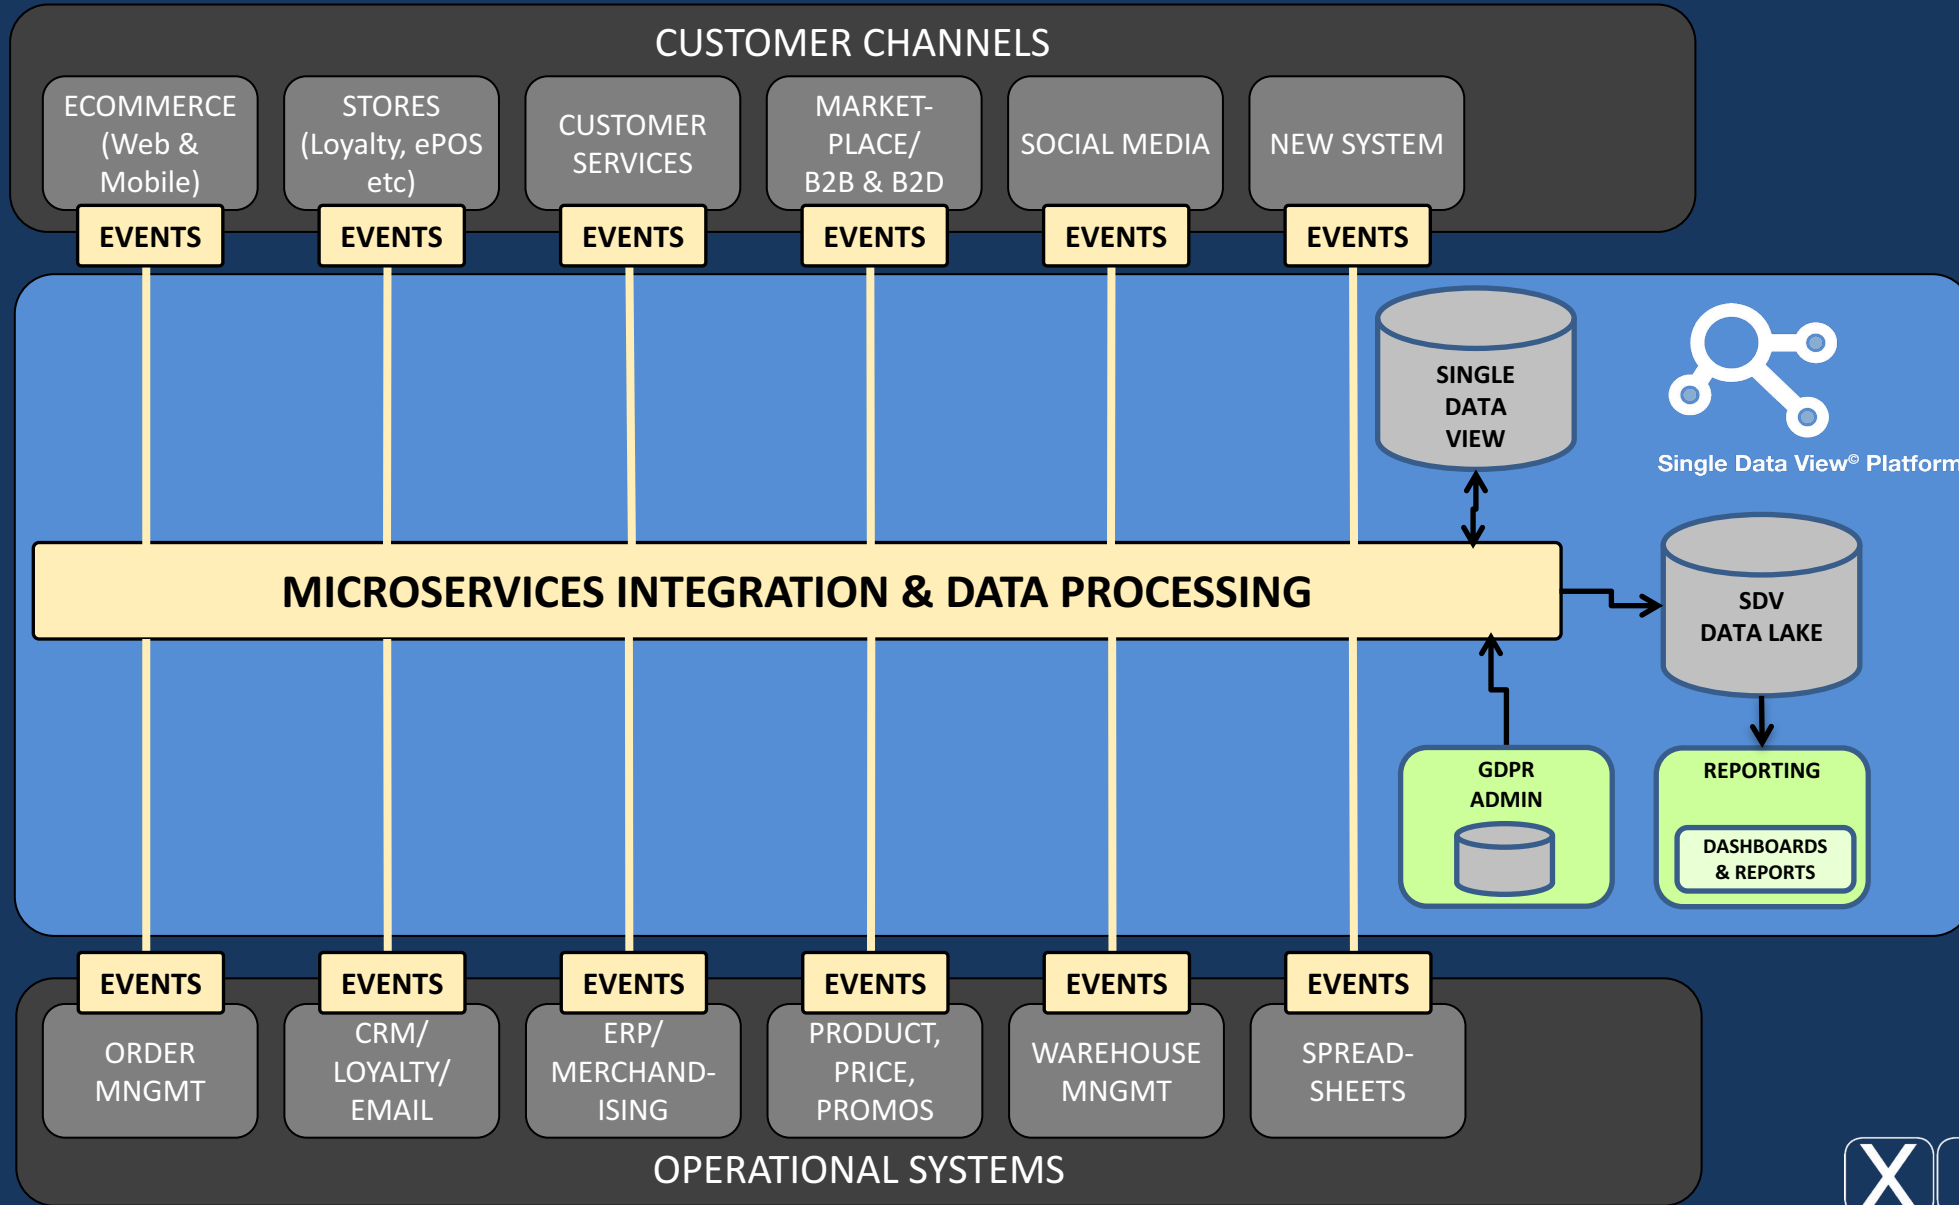 CUSTOMER CHANNELS
ECOMMERCE
(Web &
Mobile)
STORES
(Loyalty, ePOS
etc)
CUSTOMER
SERVICES
MARKET-
PLACE/
B2B & B2D
SOCIAL MEDIA
NEW SYSTEM
EVENTS
EVENTS
EVENTS
EVENTS
EVENTS
EVENTS
SINGLE
DATA
VIEW
Single Data View© Platform
MICROSERVICES INTEGRATION & DATA PROCESSING
SDV
DATA LAKE
GDPR
ADMIN
REPORTING
DASHBOARDS
& REPORTS
EVENTS
EVENTS
EVENTS
EVENTS
EVENTS
EVENTS
ORDER
MNGMT
CRM/
LOYALTY/
EMAIL
ERP/
MERCHAND-
ISING
PRODUCT,
PRICE,
PROMOS
WAREHOUSE
MNGMT
SPREAD-
SHEETS
OPERATIONAL SYSTEMS
X